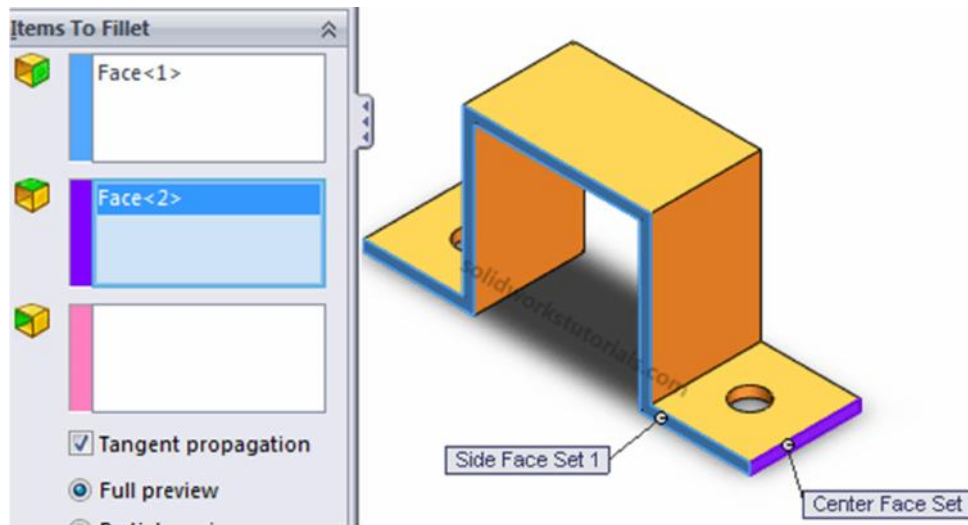 Items To Fillet
Face<1>
Face<2>
Tangent propagation
Full preview
solidworkstutorials.com
Side Face Set 1
Center Face Set